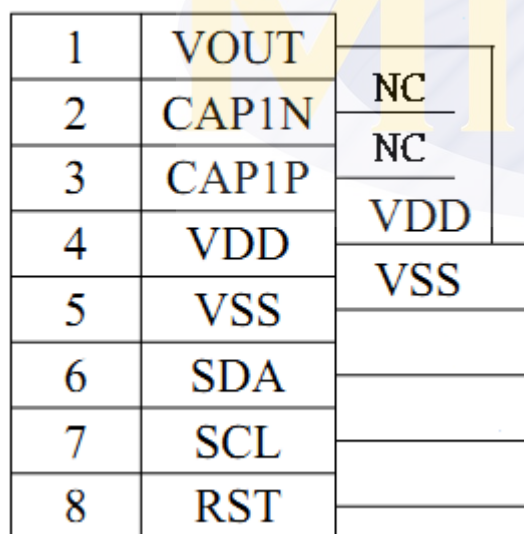 1 VOUT
NC
2 CAP1N
NC
3 CAP1P
VDD
4 VDD
VSS
5 VSS
6 SDA
7 SCL
8 RST